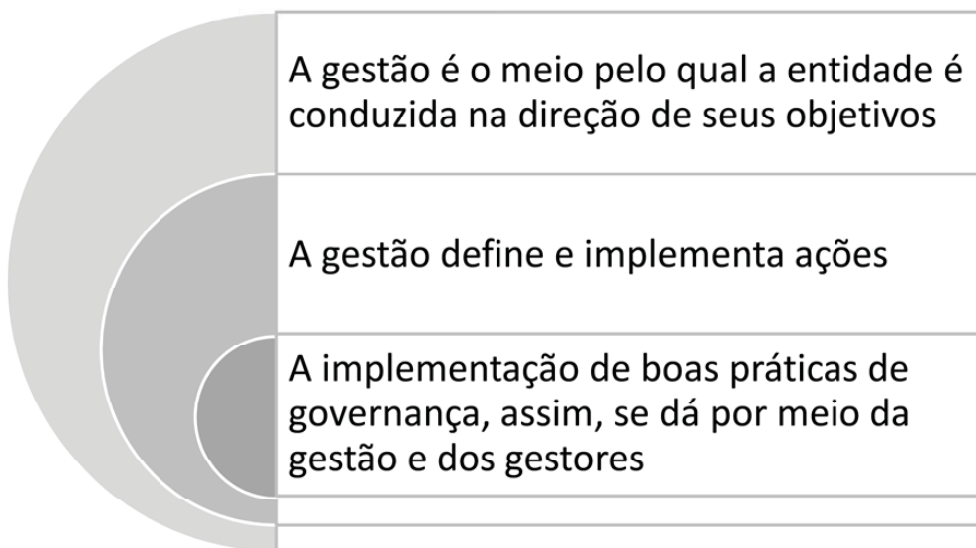 A gestão é o meio pelo qual a entidade é
conduzida na direção de seus objetivos
A gestão define e implementa ações
A implementação de boas práticas de
governança, assim, se dá por meio da
gestão e dos gestores